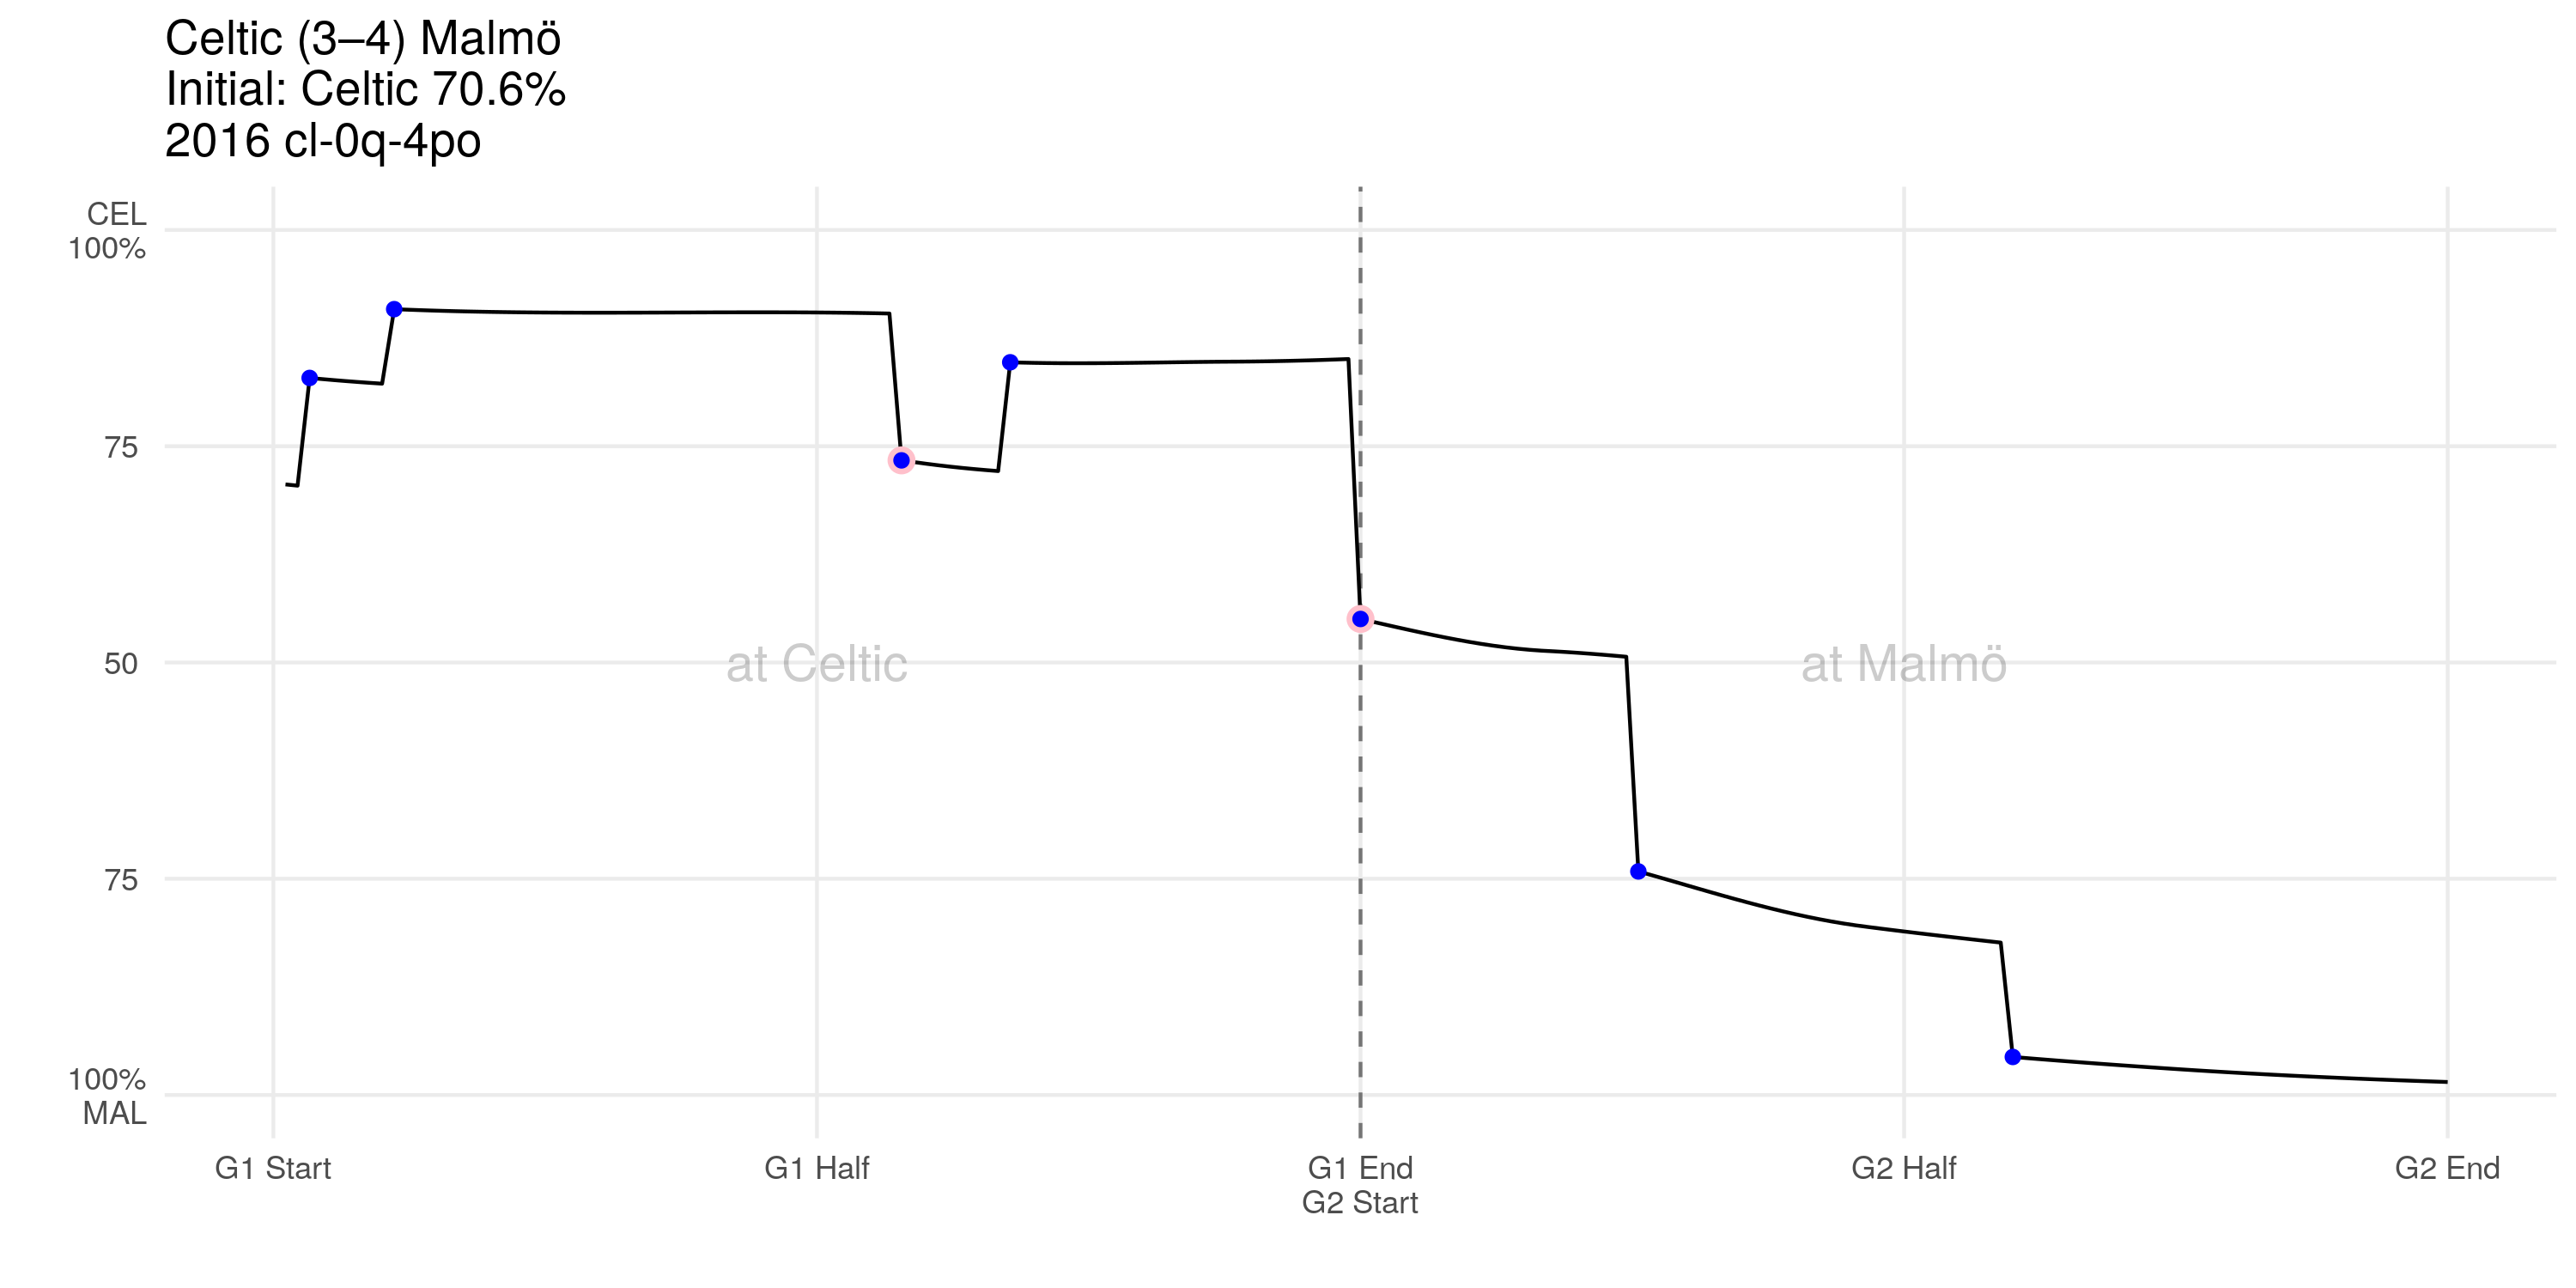 Celtic (3–4) Malmö
Initial: Celtic 70.6%
2016 cl-0q-4po
CEL
100%
75
50
75
100%
MAL
at Celtic
at Malmö
G1 Start
G1 Half
G1 End
G2 Start
G2 Half
G2 End